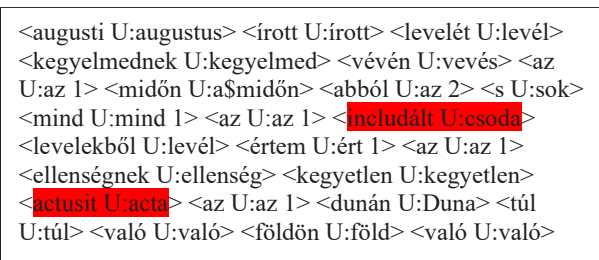 <augusti U:augustus> <írott U:írott> <levelét U:levél>
<kegyelmednek U:kegyelmed> <vévén U:vevés> <az
U:az 1> <midőn U:a$midőn> <abból U:az 2> <s U:sok>
<mind U:mind 1> <az U:az 1> <includált U:csoda>
<levelekből U:levél> <értem U:ért 1> <az U:az 1>
<ellenségnek U:ellenség> <kegyetlen U:kegyetlen>
<actusit U:acta> <az U:az 1> <dunán U:Duna> <túl
U:túl> <való U:való> <földön U:föld> <való U:való>